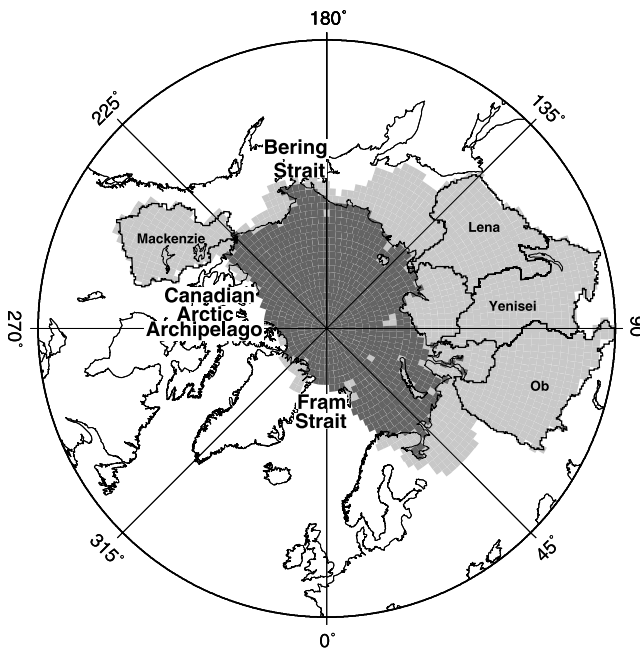 180°
225°
135°
Bering
Strait
Lena
Mackenzie
Canadian
Arctic
Archipelago
Yenisei
270°
90
Ob
Fram
Strait
315°
45°
0°